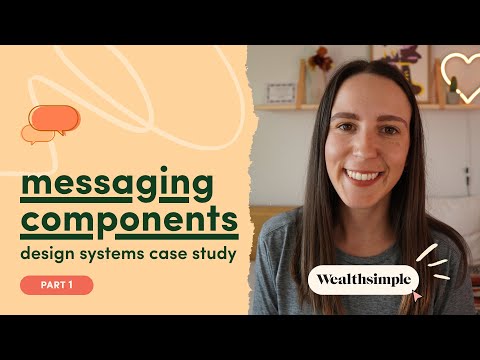 messaging
components
design systems case study
PART 1
Wealthsimple